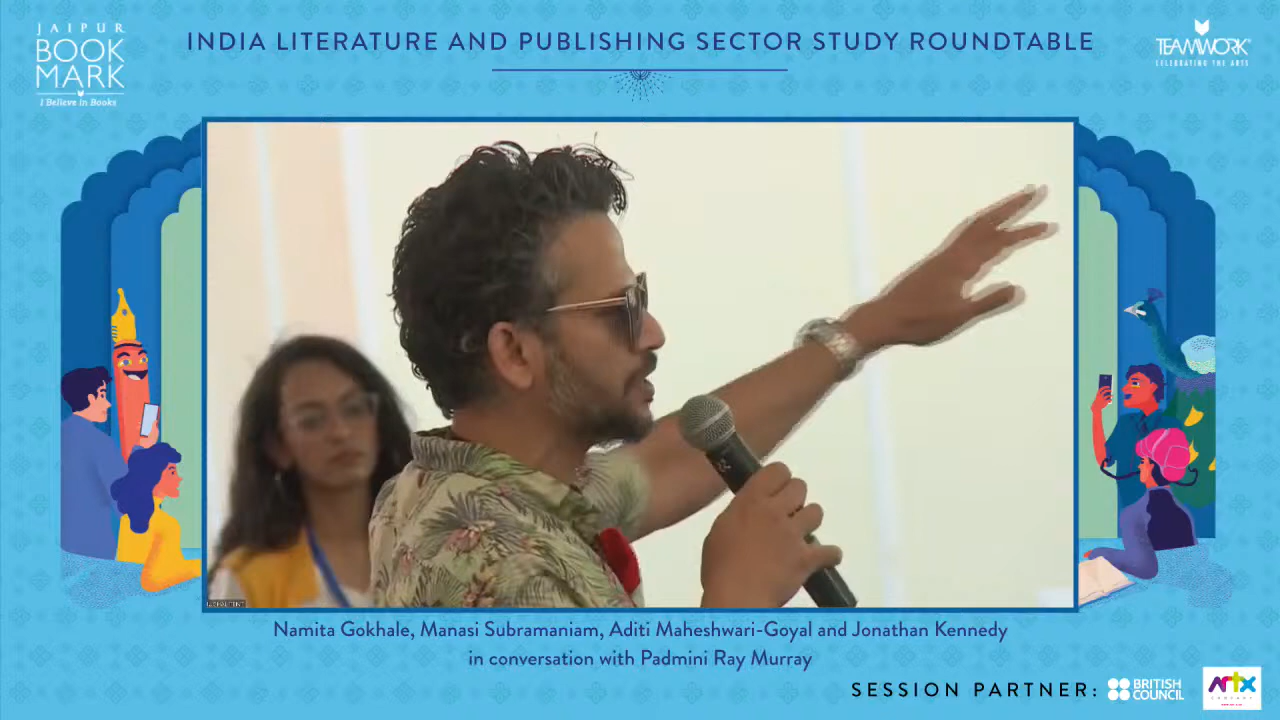 JAIPUR
BOOK
MARK
I Believe in Books
INDIA LITERATURE AND PUBLISHING SECTOR STUDY ROUNDTABLE
TEAMWORK
CELEBRATING THE ARTS
Namita Gokhale, Manasi Subramaniam, Aditi Maheshwari-Goyal and Jonathan Kennedy
in conversation with Padmini Ray Murray
SESSION PARTNER:
BRITISH
COUNCIL
ARTX